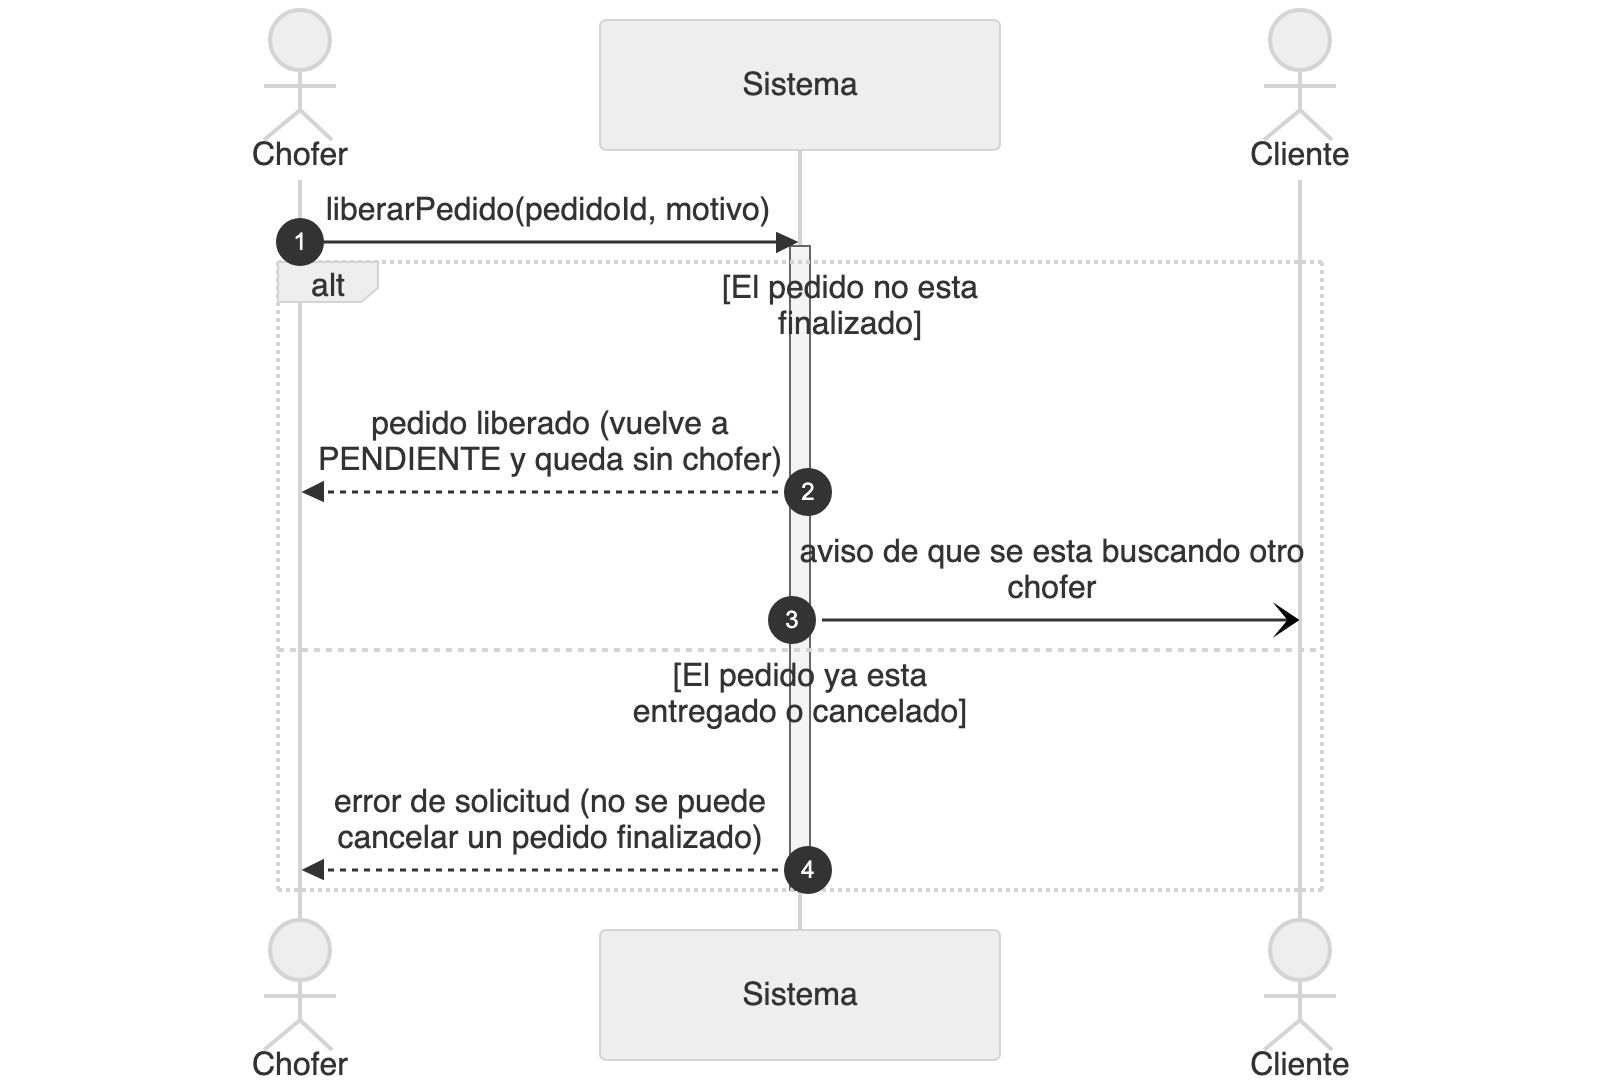 Sistema
Chofer
Cliente
liberarPedido(pedidoId, motivo)
1
alt
[El pedido no esta
finalizado]
pedido liberado (vuelve a
PENDIENTE y queda sin chofer)
2
aviso de que se esta buscando otro
chofer
3
[El pedido ya esta
entregado o cancelado]
error de solicitud (no se puede
cancelar un pedido finalizado)
4
Sistema
Chofer
Cliente